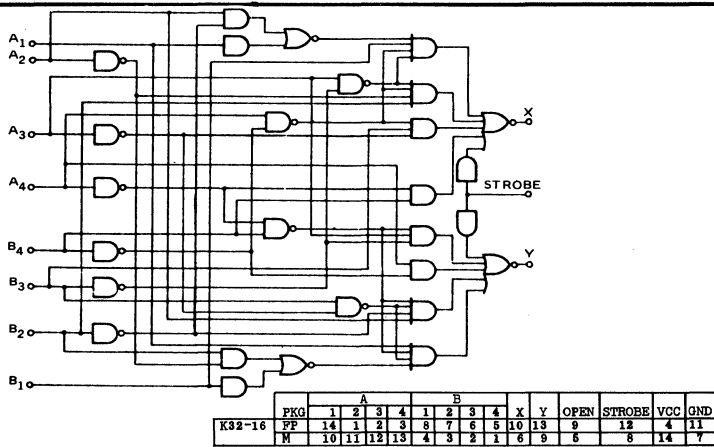 A1
A2
A3
A4
B4
B3
B2
B1
X
STROBE
Y
A B
PKG 1 2 3 4 1 2 3 4 X Y OPEN STROBE VCC GND
K32-16 FP 14 1 2 3 8 7 6 5 10 13 9 12 4 11
M 10 11 12 13 4 3 2 1 6 9 5 8 14 7